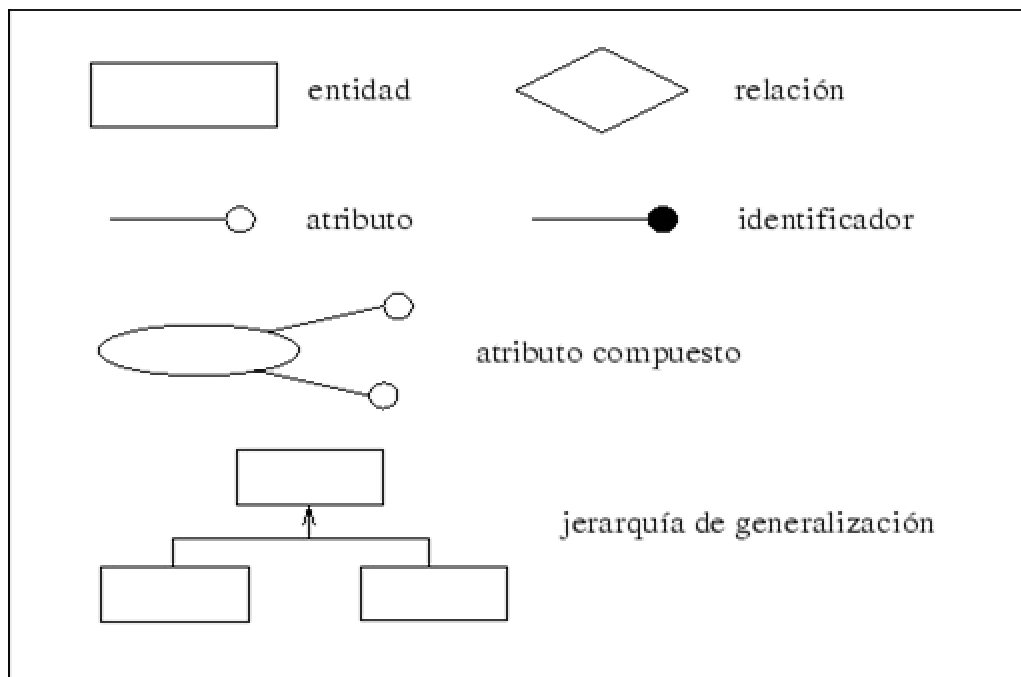 entidad
relación
atributo
identificador
atributo compuesto
jerarquía de generalización